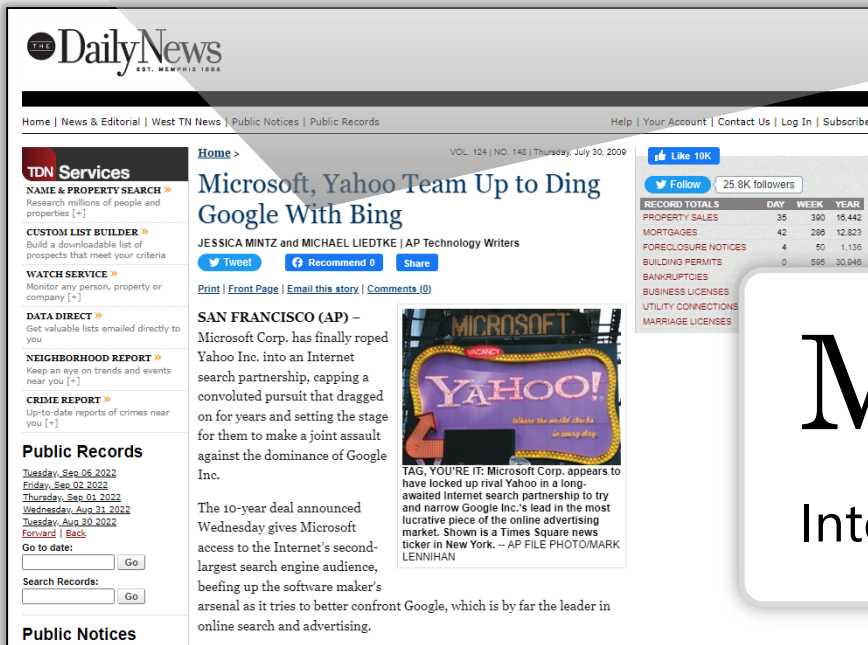 THE DailyNews
EST. MEMPHIS 1886
Home | News & Editorial | West TN News | Public Notices | Public Records
Help | Your Account | Contact Us | Log In | Subscribe
TDN Services
NAME & PROPERTY SEARCH »
Research millions of people and
properties [+]
CUSTOM LIST BUILDER »
Build a downloadable list of
prospects that meet your criteria
WATCH SERVICE »
Monitor any person, property or
company [+]
DATA DIRECT »
Get valuable lists emailed directly to
you
NEIGHBORHOOD REPORT »
Keep an eye on trends and events
near you [+]
CRIME REPORT »
Up-to-date reports of crimes near
you [+]
Public Records
Tuesday, Sep 06 2022
Friday, Sep 02 2022
Thursday, Sep 01 2022
Wednesday, Aug 31 2022
Tuesday, Aug 30 2022
Forward | Back
Go to date:
Go
Search Records:
Go
Public Notices
Home >
VOL. 124 | NO. 148 | Thursday, July 30, 2009
Microsoft, Yahoo Team Up to Ding
Google With Bing
JESSICA MINTZ and MICHAEL LIEDTKE | AP Technology Writers
Tweet
Recommend 0
Share
Print | Front Page | Email this story | Comments (0)
SAN FRANCISCO (AP) –
Microsoft Corp. has finally roped
Yahoo Inc. into an Internet
search partnership, capping a
convoluted pursuit that dragged
on for years and setting the stage
for them to make a joint assault
against the dominance of Google
Inc.
The 10-year deal announced
Wednesday gives Microsoft
access to the Internet's second-
largest search engine audience,
beefing up the software maker's
arsenal as it tries to better confront Google, which is by far the leader in
online search and advertising.
MICROSOFT
VACANCY
YAHOO!
Where the world checks
in every day.
TAG, YOU'RE IT: Microsoft Corp. appears to
have locked up rival Yahoo in a long-
awaited Internet search partnership to try
and narrow Google Inc.'s lead in the most
lucrative piece of the online advertising
market. Shown is a Times Square news
ticker in New York. -- AP FILE PHOTO/MARK
LENNIHAN
Like 10K
Follow
25.8K followers
RECORD TOTALS DAY WEEK YEAR
PROPERTY SALES 35 390 16,442
MORTGAGES 42 286 12,823
FORECLOSURE NOTICES 4 50 1,136
BUILDING PERMITS 0 595 30,946
BANKRUPTCIES
BUSINESS LICENSES
UTILITY CONNECTIONS
MARRIAGE LICENSES
M
Inte